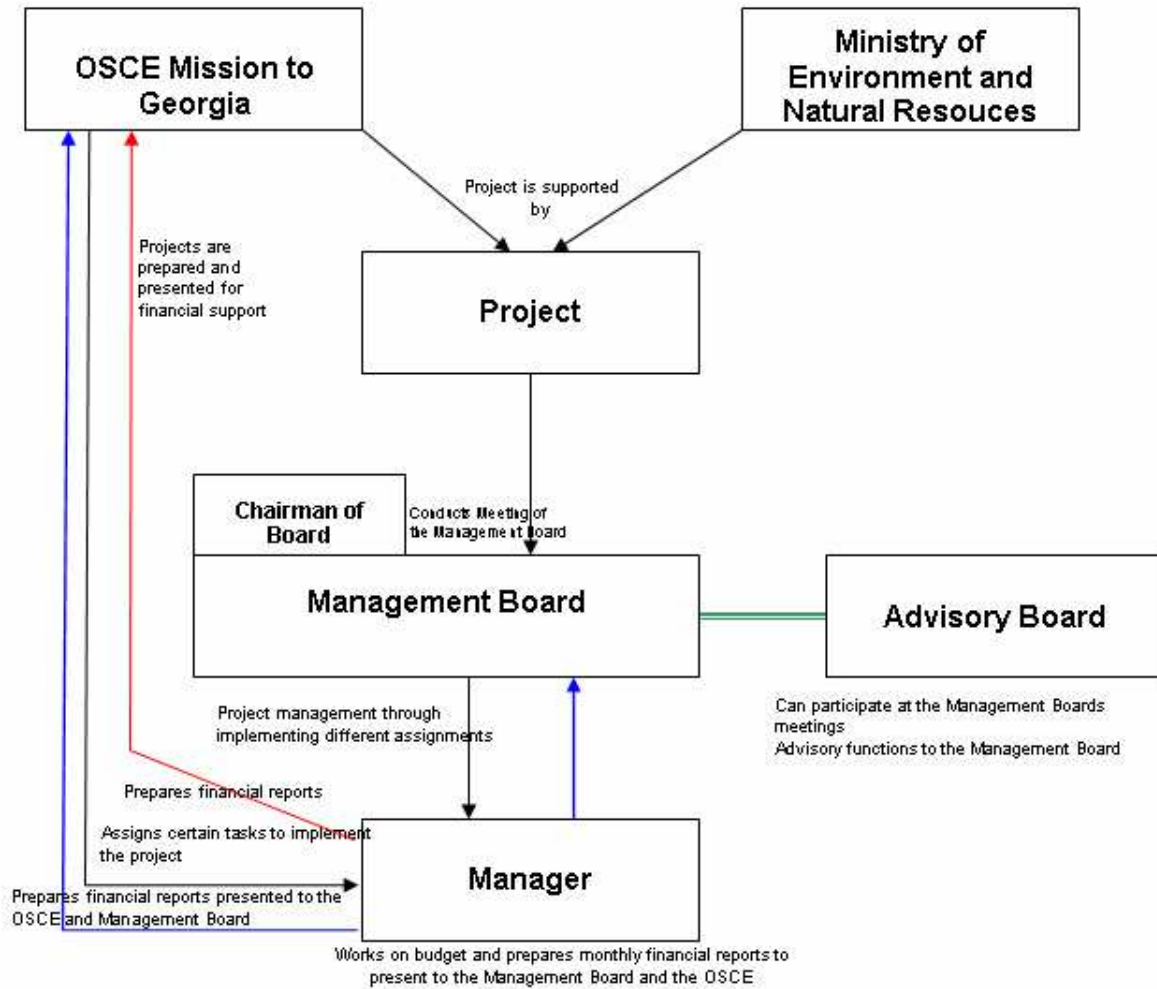 OSCE Mission to
Georgia
Ministry of
Environment and
Natural Resouces
Project is supported
by
Projects are
prepared and
presented for
financial support
Project
Chairman of
Board
Conducts Meeting of
the Management Board
Management Board
Advisory Board
Project management through
implementing different assignments
Can participate at the Management Boards
meetings
Advisory functions to the Management Board
Prepares financial reports
Assigns certain tasks to implement
the project
Manager
Prepares financial reports presented to the
OSCE and Management Board
Works on budget and prepares monthly financial reports to
present to the Management Board and the OSCE